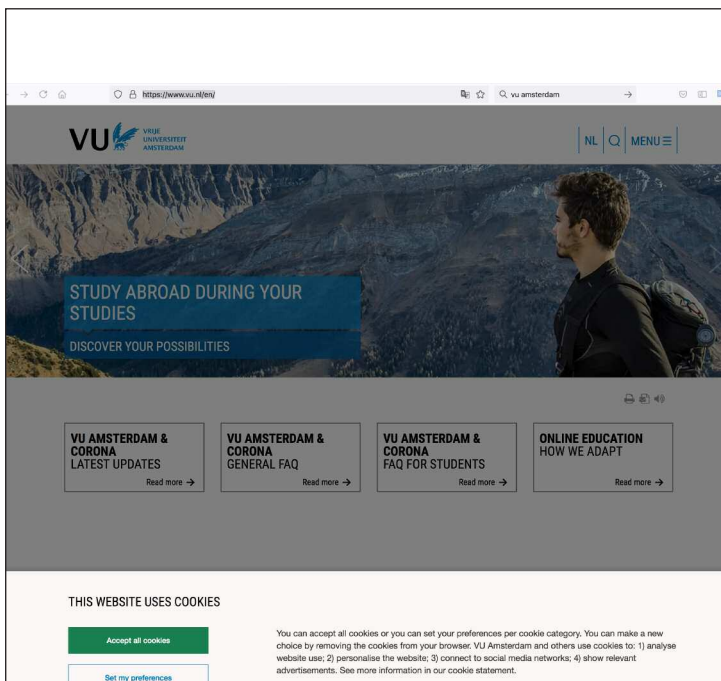 https://www.vu.nl/en/
vu amsterdam
VU VRIJE
UNIVERSITEIT
AMSTERDAM
NL
MENU
STUDY ABROAD DURING YOUR
STUDIES
DISCOVER YOUR POSSIBILITIES
VU AMSTERDAM &
CORONA
LATEST UPDATES
Read more →
VU AMSTERDAM &
CORONA
GENERAL FAQ
Read more →
VU AMSTERDAM &
CORONA
FAQ FOR STUDENTS
Read more →
ONLINE EDUCATION
HOW WE ADAPT
Read more →
THIS WEBSITE USES COOKIES
Accept all cookies
Set my preferences
You can accept all cookies or you can set your preferences per cookie category. You can make a new
choice by removing the cookies from your browser. VU Amsterdam and others use cookies to: 1) analyse
website use; 2) personalise the website; 3) connect to social media networks; 4) show relevant
advertisements. See more information in our cookie statement.